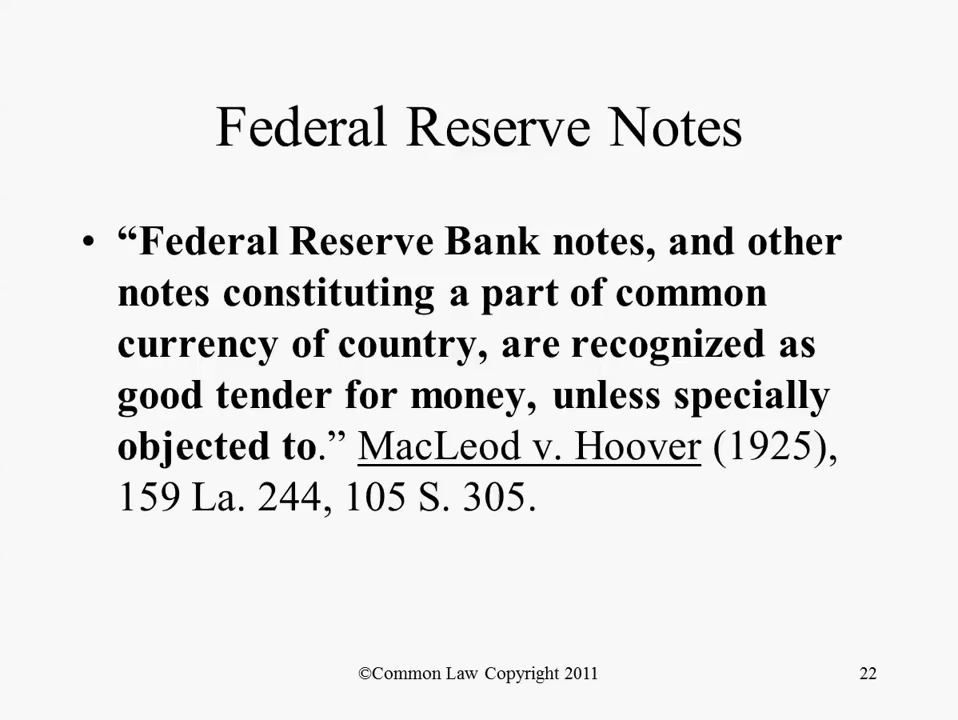 Federal Reserve Notes
• “Federal Reserve Bank notes, and other
notes constituting a part of common
currency of country, are recognized as
good tender for money, unless specially
objected to.” MacLeod v. Hoover (1925),
159 La. 244, 105 S. 305.
©Common Law Copyright 2011
22